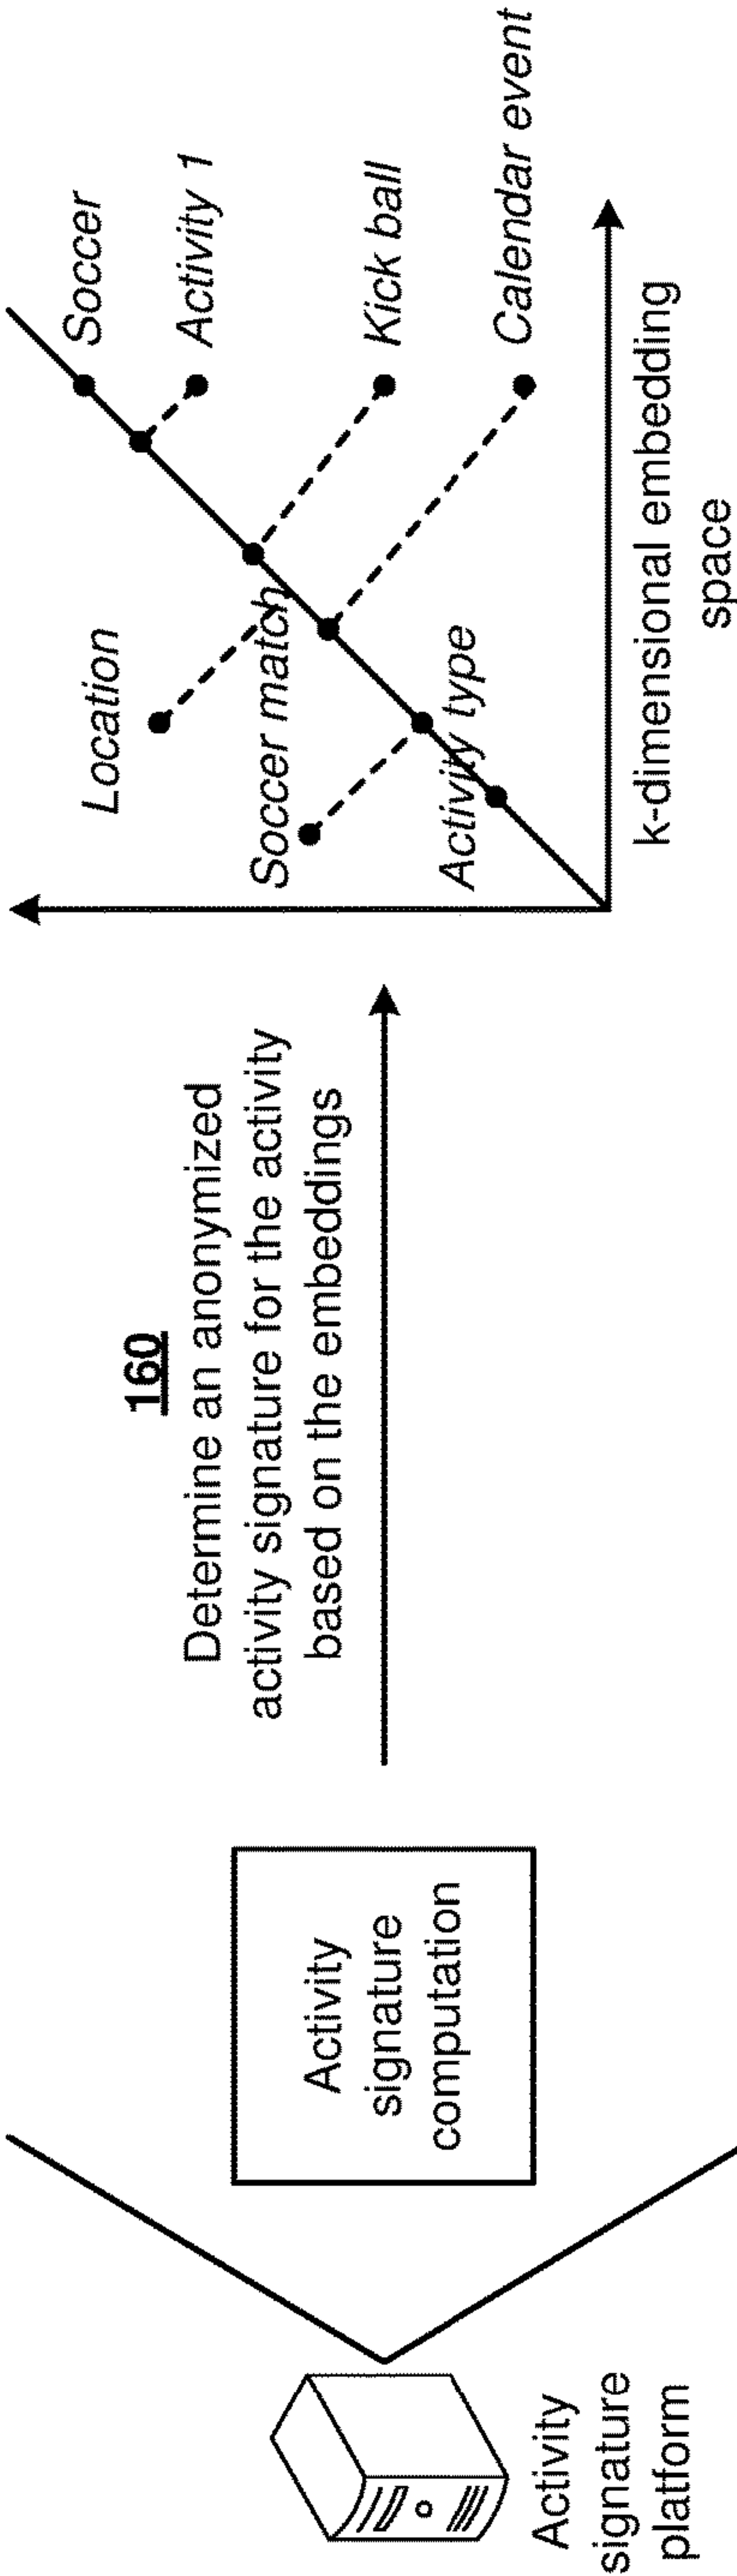 Activity
signature
platform
Activity
signature
computation
160
Determine an anonymized
activity signature for the activity
based on the embeddings
Location
Soccer
Activity 1
Soccer match
Kick ball
Activity type
Calendar event
k-dimensional embedding
space